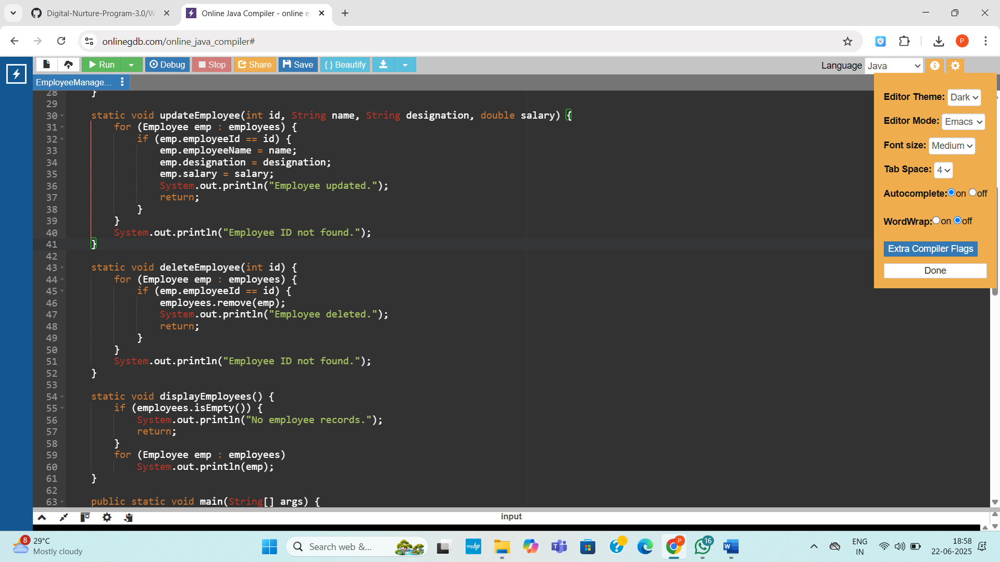 Digital-Nurture-Program-3.0/W
Online Java Compiler - online e
onlinegdb.com/online_java_compiler#
P
Run Debug Stop Share Save { } Beautify
Language Java
EmployeeManage...
28 }
29
30 static void updateEmployee(int id, String name, String designation, double salary) {
31 for (Employee emp : employees) {
32 if (emp.employeeId == id) {
33 emp.employeeName = name;
34 emp.designation = designation;
35 emp.salary = salary;
36 System.out.println("Employee updated.");
37 return;
38 }
39 }
40 System.out.println("Employee ID not found.");
41 }
42
43 static void deleteEmployee(int id) {
44 for (Employee emp : employees) {
45 if (emp.employeeId == id) {
46 employees.remove(emp);
47 System.out.println("Employee deleted.");
48 return;
49 }
50 }
51 System.out.println("Employee ID not found.");
52 }
53
54 static void displayEmployees() {
55 if (employees.isEmpty()) {
56 System.out.println("No employee records.");
57 return;
58 }
59 for (Employee emp : employees)
60 System.out.println(emp);
61 }
62
63 public static void main(String[] args) {
Editor Theme: Dark
Editor Mode: Emacs
Font size: Medium
Tab Space: 4
Autocomplete: on off
WordWrap: on off
Extra Compiler Flags
Done
input
8
29°C
Mostly cloudy
Search web &...
myhp
P
16
ENG
IN
18:58
22-06-2025